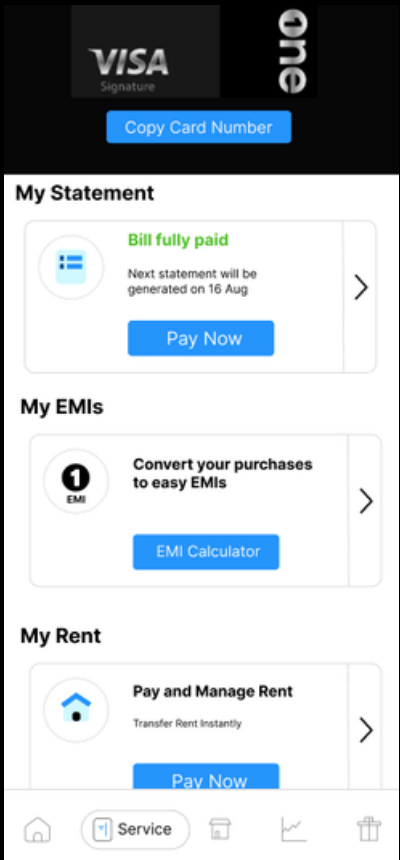 VISA
Signature
one
Copy Card Number
My Statement
Bill fully paid
Next statement will be
generated on 16 Aug
Pay Now
My EMIs
1
EMI
Convert your purchases
to easy EMIs
EMI Calculator
My Rent
Pay and Manage Rent
Transfer Rent Instantly
Pay Now
Service